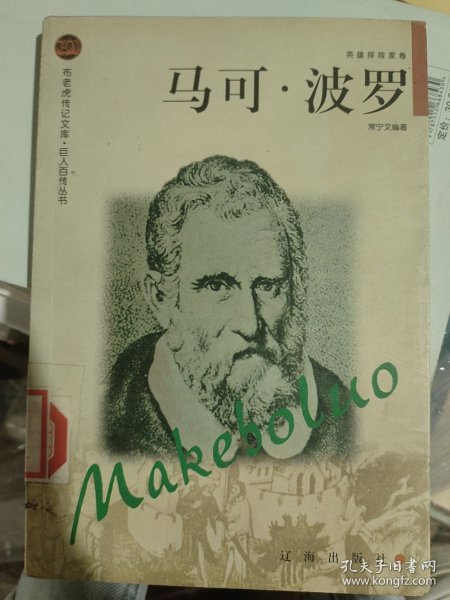 英雄探险家卷
马可·波罗
常宁文编著
布老虎传记文库·巨人百传丛书
Makeboluo
辽海出版社
定价:
孔夫子旧书网
www.kongfz.com